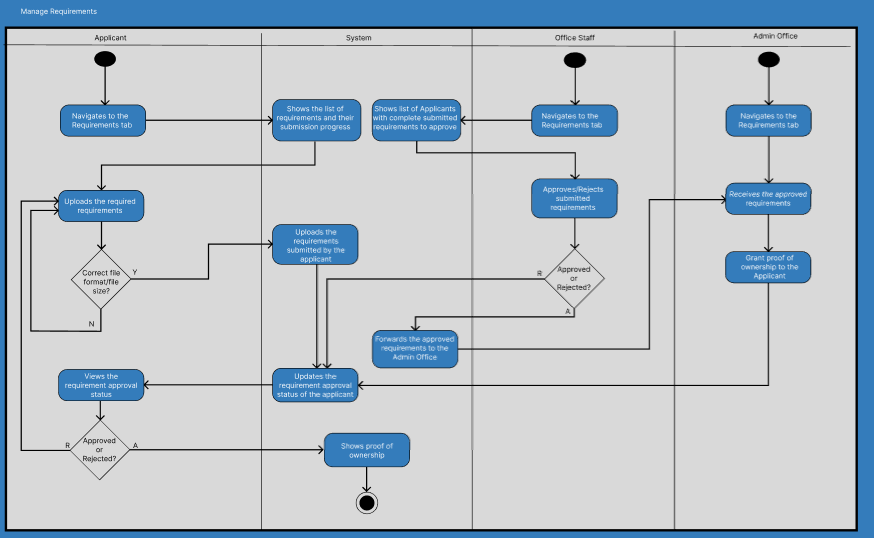 Manage Requirements
Applicant
System
Office Staff
Admin Office
Navigates to the
Requirements tab
Shows the list of
requirements and their
submission progress
Shows list of Applicants
with complete submitted
requirements to approve
Navigates to the
Requirements tab
Navigates to the
Requirements tab
Uploads the required
requirements
Approves/Rejects
submitted
requirements
Receives the approved
requirements
Uploads the
requirements
submitted by the
applicant
Correct file
format/file
size?
Y
N
Approved
or
Rejected?
R
A
Grant proof of
ownership to the
Applicant
Forwards the approved
requirements to the
Admin Office
Views the
requirement approval
status
Updates the
requirement approval
status of the applicant
Approved
or
Rejected?
R
A
Shows proof of
ownership